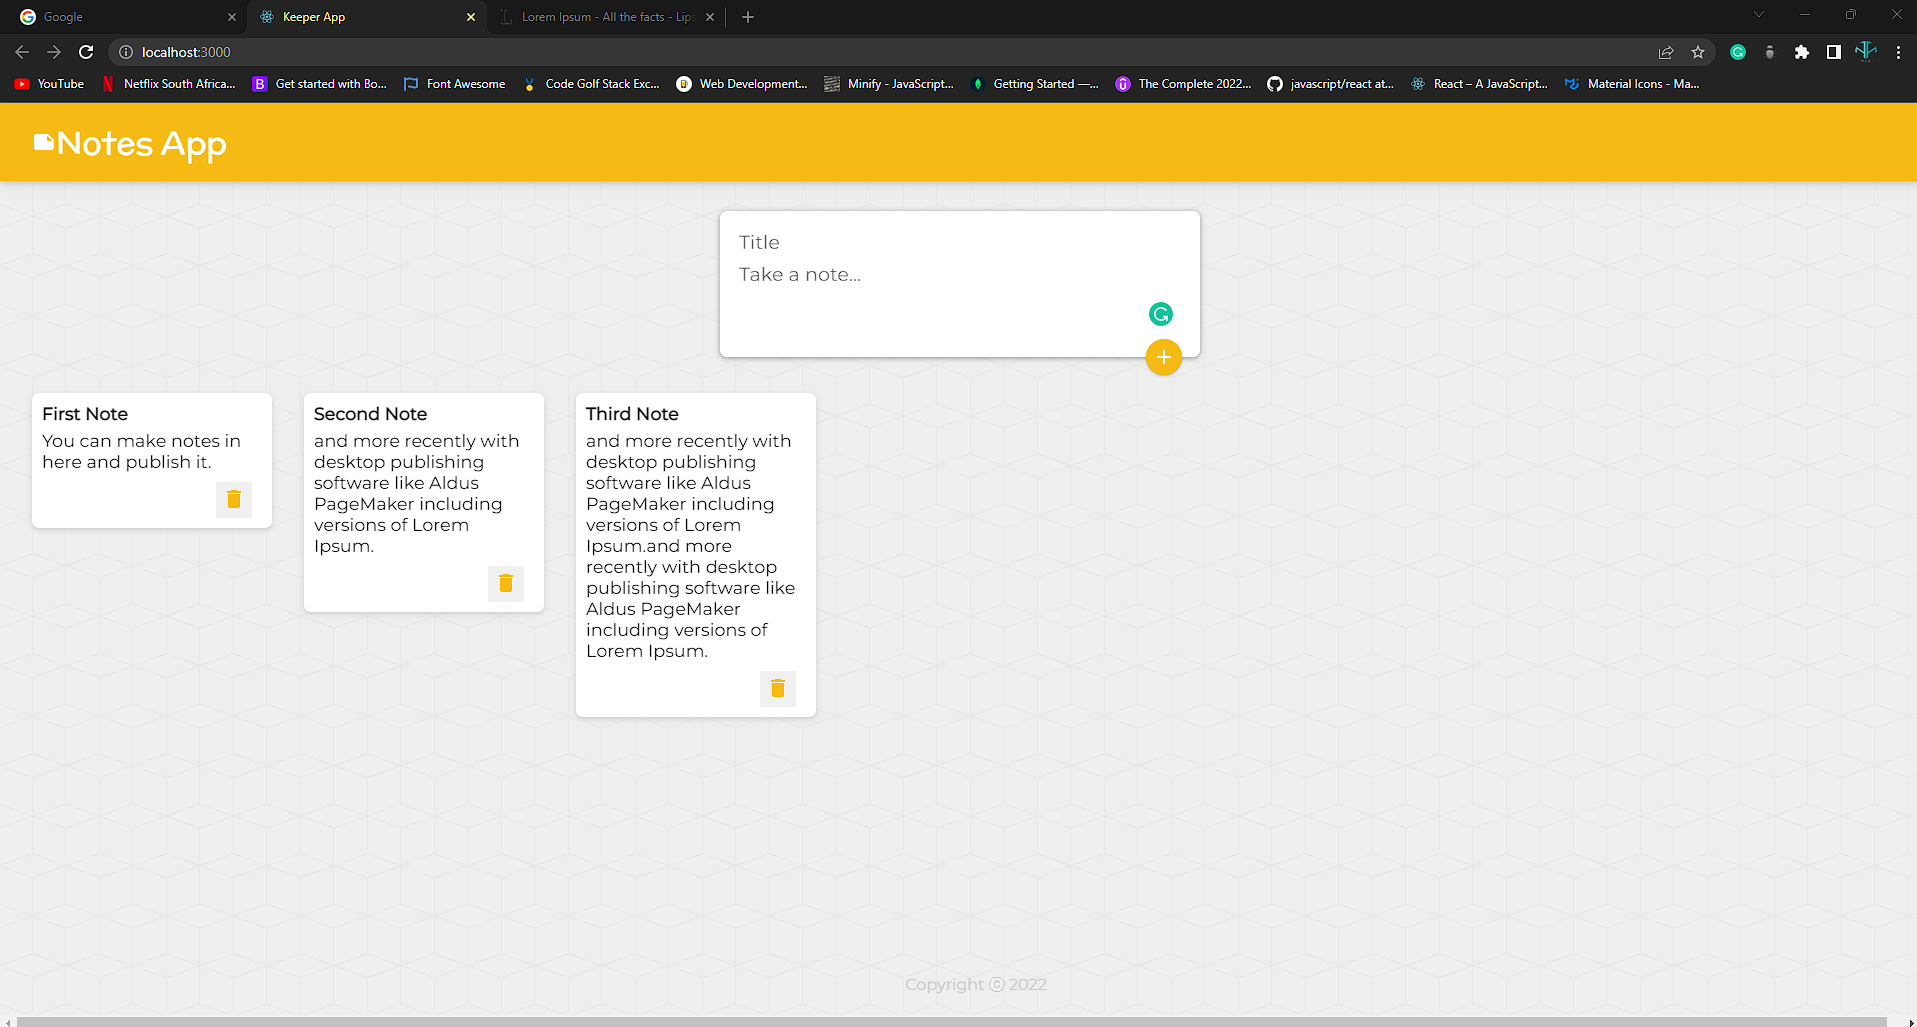 Google
Keeper App
Lorem Ipsum - All the facts - Lips
localhost:3000
YouTube
Netflix South Africa...
B
Get started with Bo...
Font Awesome
Code Golf Stack Exc...
Web Development...
Minify - JavaScript...
Getting Started —...
The Complete 2022...
javascript/react at...
React – A JavaScript...
Material Icons - Ma...
Notes App
Title
Take a note...
First Note
You can make notes in
here and publish it.
Second Note
and more recently with
desktop publishing
software like Aldus
PageMaker including
versions of Lorem
Ipsum.
Third Note
and more recently with
desktop publishing
software like Aldus
PageMaker including
versions of Lorem
Ipsum.and more
recently with desktop
publishing software like
Aldus PageMaker
including versions of
Lorem Ipsum.
Copyright ⓒ 2022